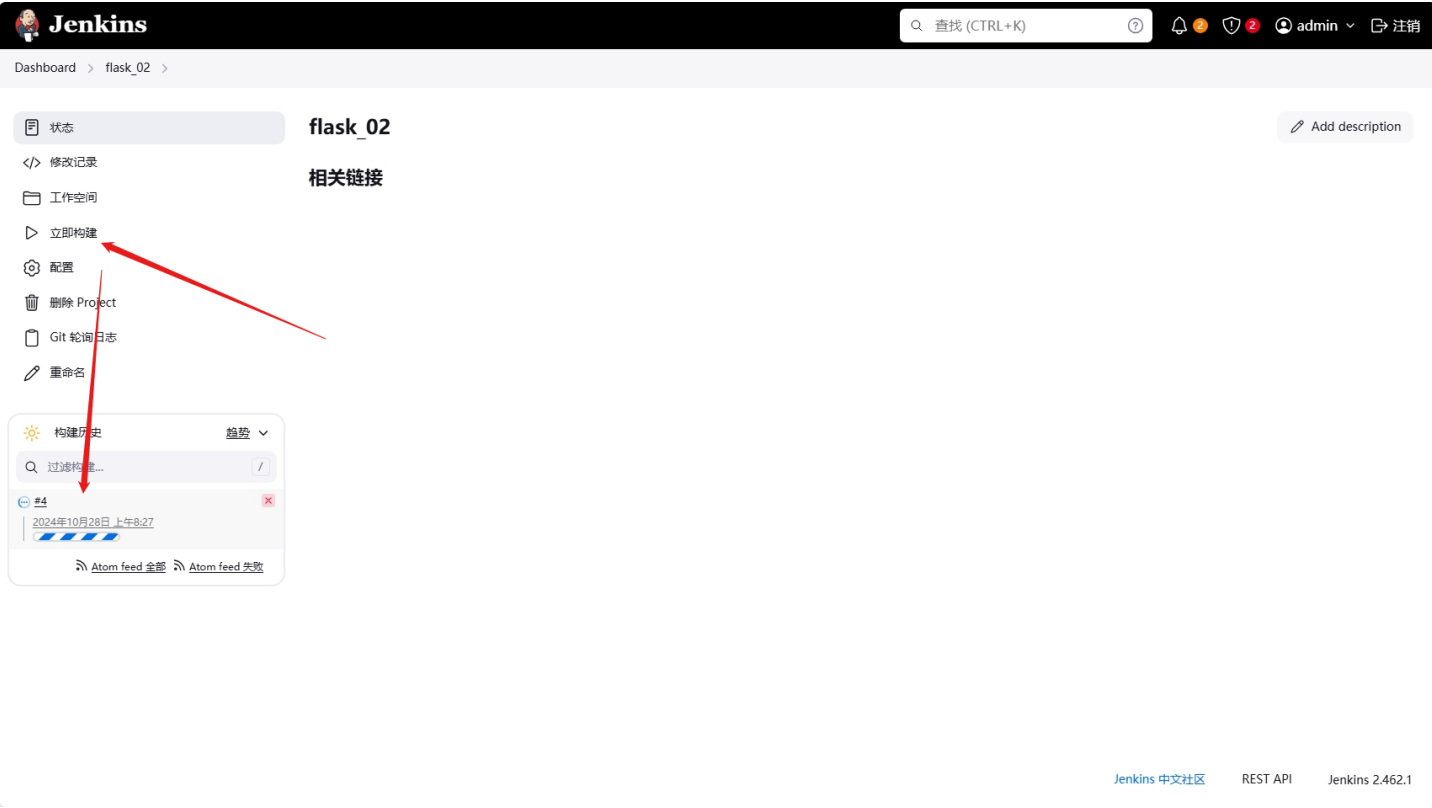 Jenkins
查找 (CTRL+K)
2
2
admin
注销
Dashboard
flask_02
状态
修改记录
工作空间
立即构建
配置
删除 Project
Git 轮询日志
重命名
构建历史
趋势
过滤构建...
/
#4
2024年10月28日 上午8:27
Atom feed 全部
Atom feed 失败
flask_02
Add description
相关链接
Jenkins 中文社区
REST API
Jenkins 2.462.1